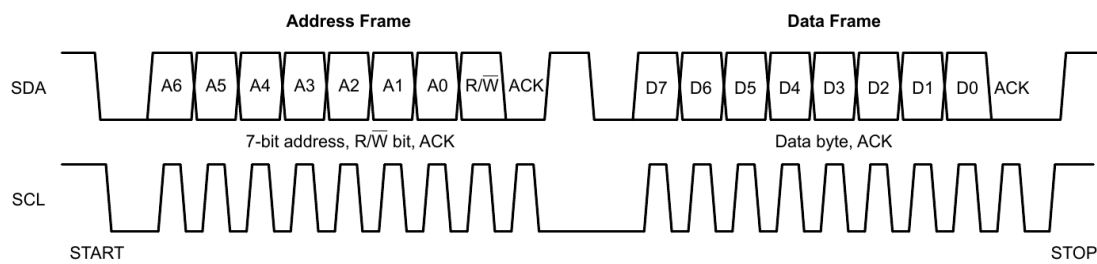 Address Frame Data Frame
SDA A6 A5 A4 A3 A2 A1 A0 R/W̅ ACK D7 D6 D5 D4 D3 D2 D1 D0 ACK
7-bit address, R/W̅ bit, ACK Data byte, ACK
SCL
START STOP